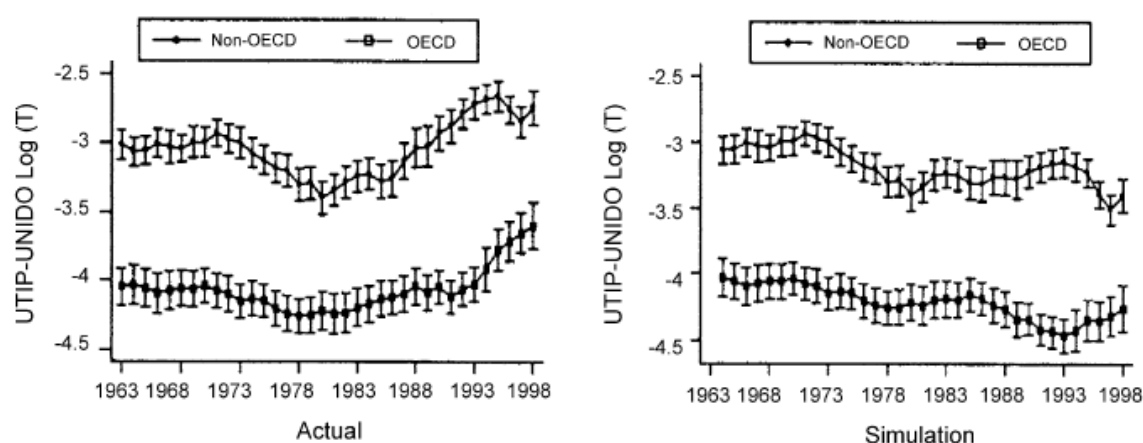 Non-OECD OECD
UTIP-UNIDO Log (T)
-2.5
-3
-3.5
-4
-4.5
1963 1968 1973 1978 1983 1988 1993 1998
Actual
Non-OECD OECD
UTIP-UNIDO Log (T)
-2.5
-3
-3.5
-4
-4.5
1963 1968 1973 1978 1983 1988 1993 1998
Simulation